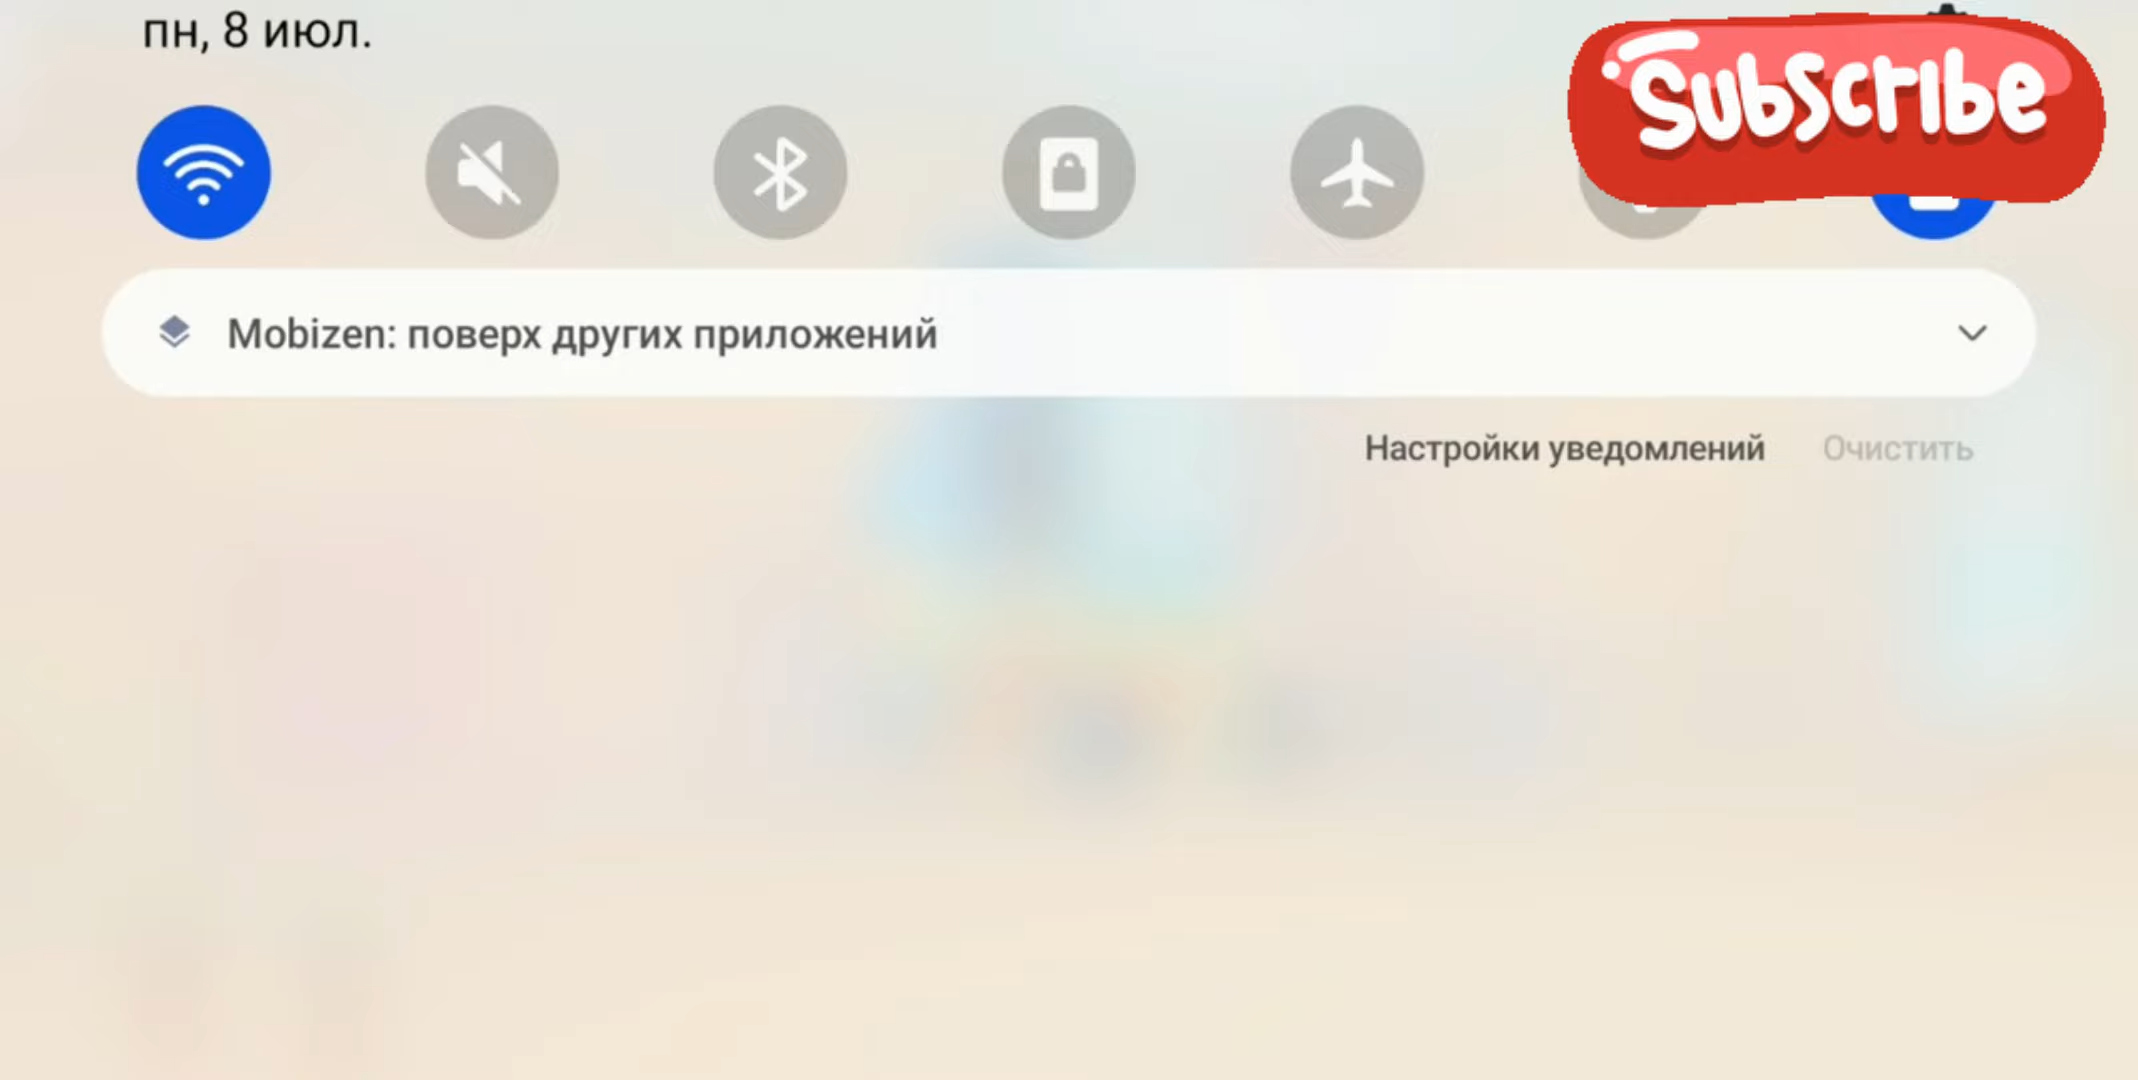 пн, 8 июл.
Subscribe
Mobizen: поверх других приложений
Настройки уведомлений Очистить